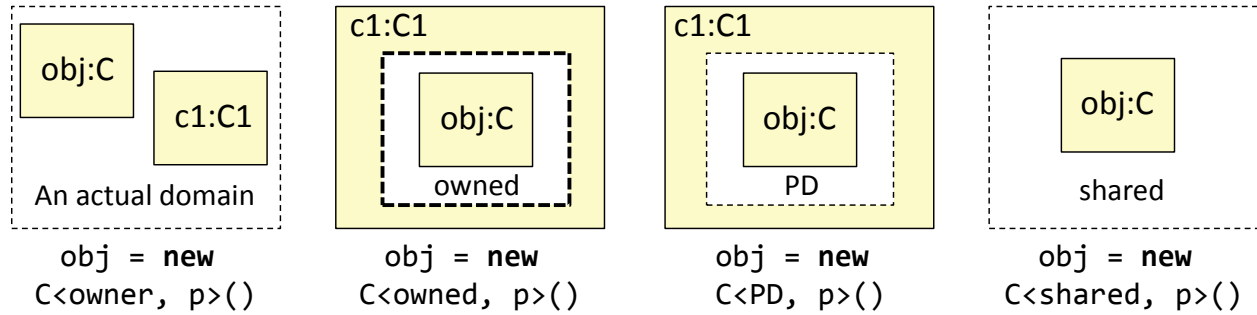 obj:C
c1:C1
An actual domain
obj = new
C<owner, p>()
c1:C1
obj:C
owned
obj = new
C<owned, p>()
c1:C1
obj:C
PD
obj = new
C<PD, p>()
obj:C
shared
obj = new
C<shared, p>()